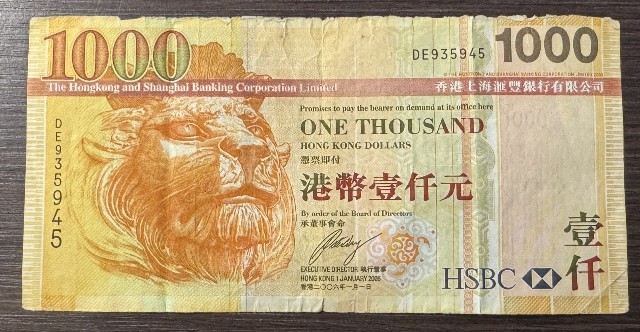 1000
DE935945
1000
The Hongkong and Shanghai Banking Corporation Limited
香港上海滙豐銀行有限公司
Promises to pay the bearer on demand at its office here
ONE THOUSAND
HONG KONG DOLLARS
憑票即付
港幣壹仟元
By order of the Board of Directors
承董事會命
EXECUTIVE DIRECTOR 執行董事
HONG KONG 1 JANUARY 2006
香港二〇〇六年一月一日
DE935945
HSBC
壹仟